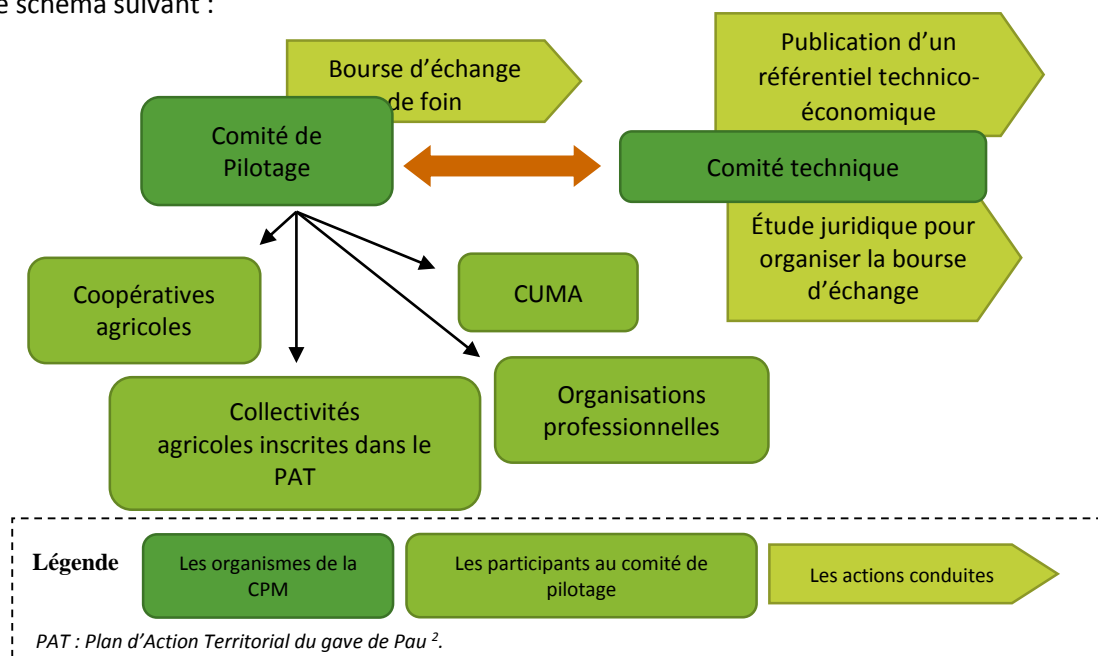 e schéma suivant :
Bourse d'échange
de foin
Publication d'un
référentiel technico-
économique
Comité de
Pilotage
Comité technique
Étude juridique pour
organiser la bourse
d'échange
Coopératives
agricoles
CUMA
Collectivités
agricoles inscrites dans le
PAT
Organisations
professionnelles
Légende
Les organismes de la
CPM
Les participants au comité de
pilotage
Les actions conduites
PAT : Plan d'Action Territorial du gave de Pau ².